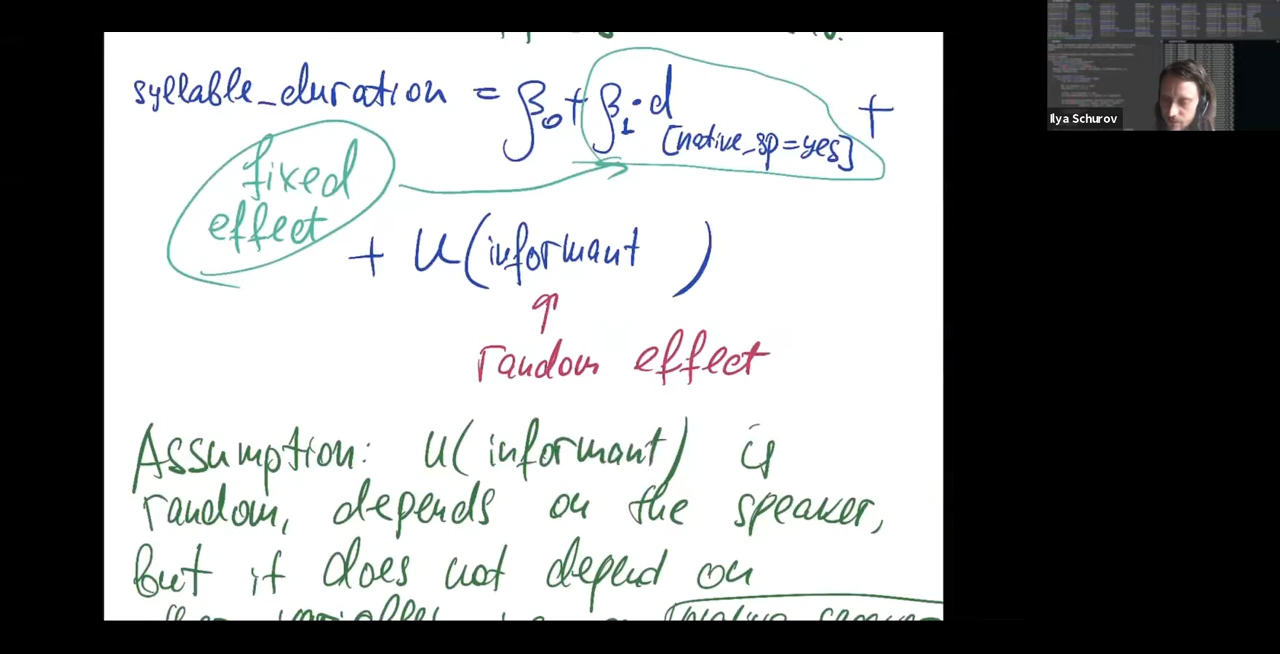 syllable_duration = β₀ + β₁·d[native_sp=yes] +
fixed
effect
+ u(informant )
random effect
Assumption: u(informant) is
random, depends on the speaker,
but it does not depend on
Ilya Schurov